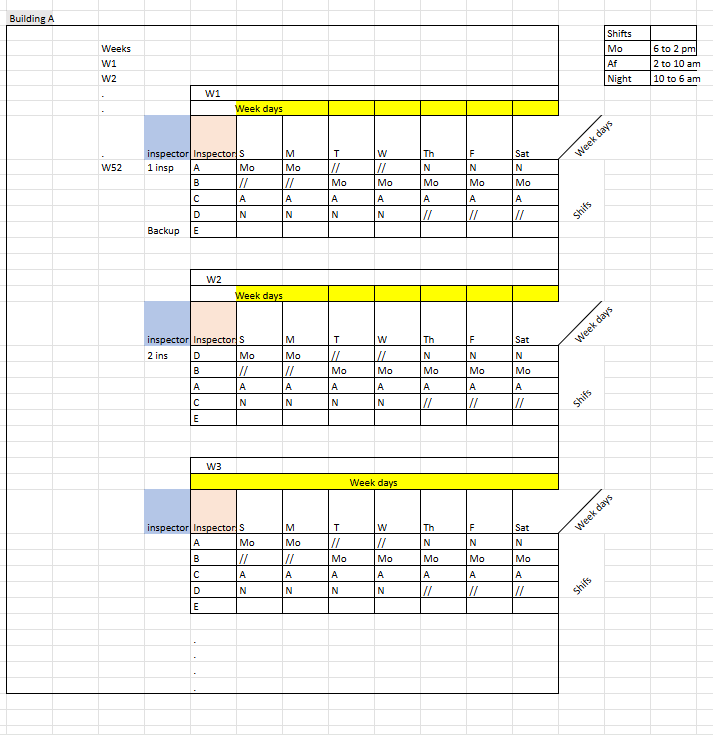 Building A
Shifts
Weeks Mo 6 to 2 pm
W1 Af 2 to 10 am
W2 Night 10 to 6 am
. W1
. Week days
. inspector Inspector S M T W Th F Sat Week days
W52 1 insp A Mo Mo // // N N N
B // // Mo Mo Mo Mo Mo
C A A A A A A A Shifs
D N N N N // // //
Backup E
W2
Week days
inspector Inspector S M T W Th F Sat Week days
2 ins D Mo Mo // // N N N
B // // Mo Mo Mo Mo Mo
A A A A A A A A Shifs
C N N N N // // //
E
W3
Week days
inspector Inspector S M T W Th F Sat Week days
A Mo Mo // // N N N
B // // Mo Mo Mo Mo Mo
C A A A A A A A Shifs
D N N N N // // //
E
.
.
.
.